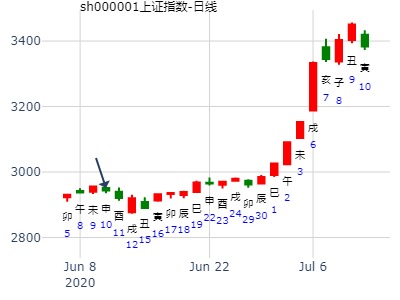 sh000001上证指数-日线
3400
3200
3000
2800
卯
5
午
8
未
9
申
10
酉
11
戌
12
丑
15
寅
16
卯
17
辰
18
巳
19
申
22
酉
23
戌
24
卯
29
辰
30
巳
1
午
2
未
3
戌
6
亥
7
子
8
丑
9
寅
10
Jun 8
2020
Jun 22
Jul 6